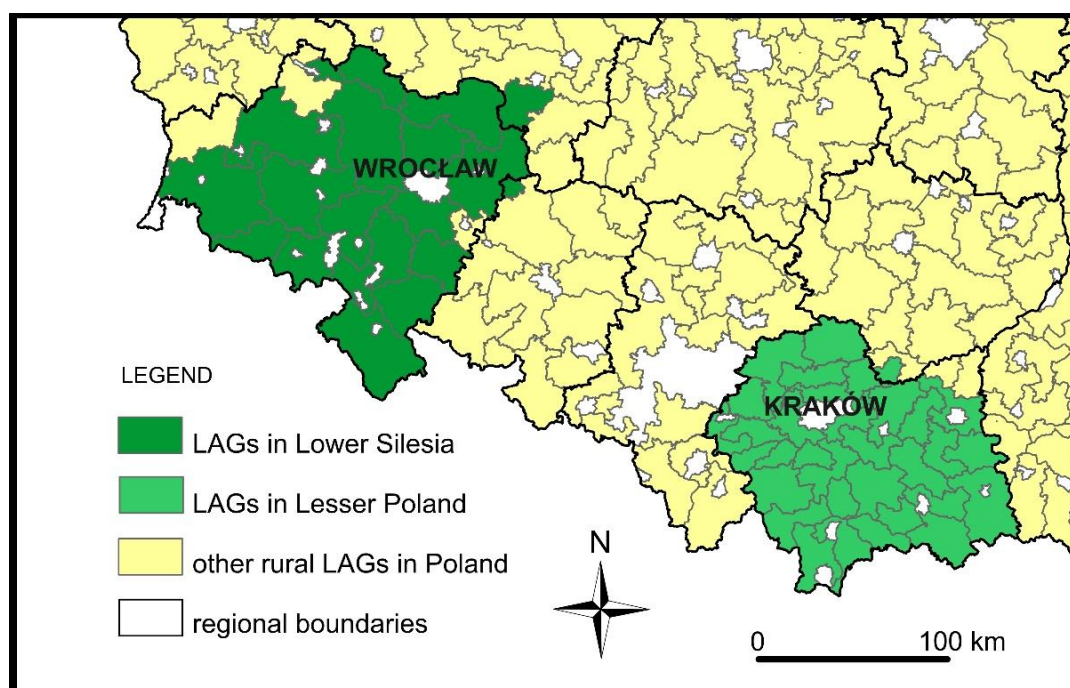 WROCŁAW
KRAKÓW
LEGEND
LAGs in Lower Silesia
LAGs in Lesser Poland
other rural LAGs in Poland
regional boundaries
N
0 100 km